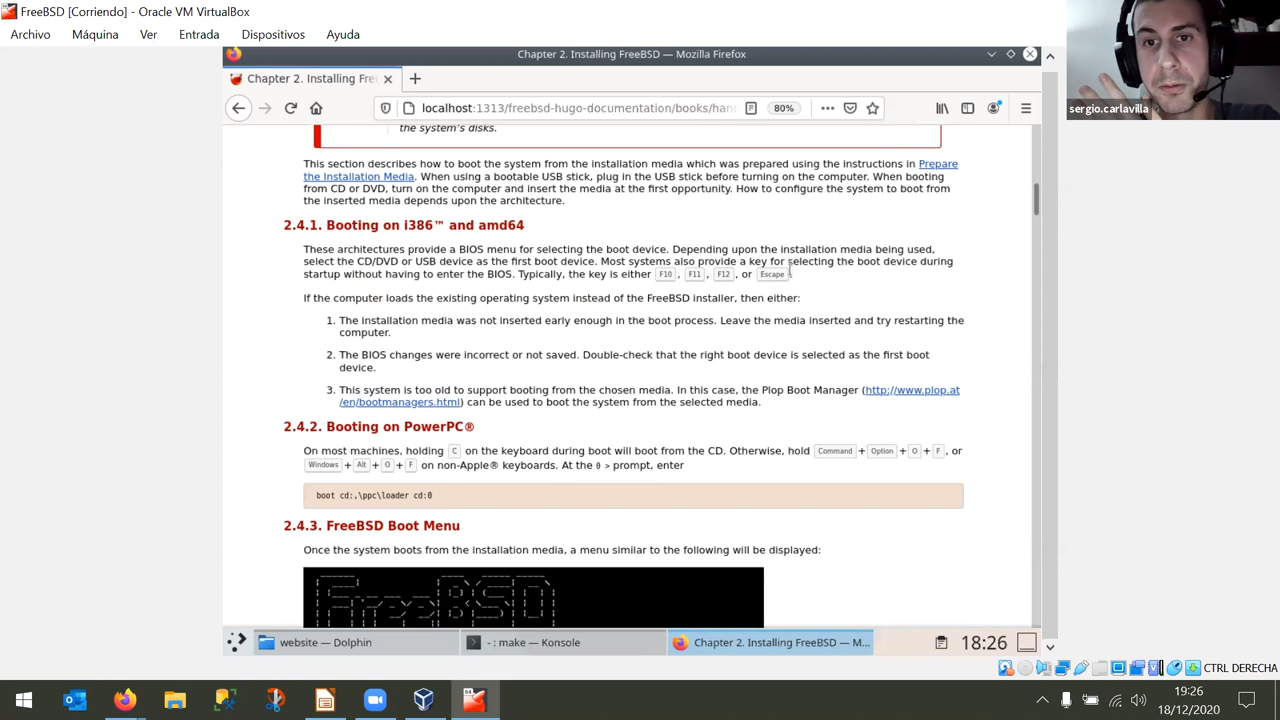 FreeBSD [Corriendo] - Oracle VM VirtualBox
Archivo Máquina Ver Entrada Dispositivos Ayuda
Chapter 2. Installing FreeBSD — Mozilla Firefox
Chapter 2. Installing Fre
localhost:1313/freebsd-hugo-documentation/books/han
80%
sergio.carlavilla
the system's disks.
This section describes how to boot the system from the installation media which was prepared using the instructions in Prepare
the Installation Media. When using a bootable USB stick, plug in the USB stick before turning on the computer. When booting
from CD or DVD, turn on the computer and insert the media at the first opportunity. How to configure the system to boot from
the inserted media depends upon the architecture.
2.4.1. Booting on i386™ and amd64
These architectures provide a BIOS menu for selecting the boot device. Depending upon the installation media being used,
select the CD/DVD or USB device as the first boot device. Most systems also provide a key for selecting the boot device during
startup without having to enter the BIOS. Typically, the key is either F10 , F11 , F12 , or Escape .
If the computer loads the existing operating system instead of the FreeBSD installer, then either:
1. The installation media was not inserted early enough in the boot process. Leave the media inserted and try restarting the
computer.
2. The BIOS changes were incorrect or not saved. Double-check that the right boot device is selected as the first boot
device.
3. This system is too old to support booting from the chosen media. In this case, the Plop Boot Manager (http://www.plop.at
/en/bootmanagers.html) can be used to boot the system from the selected media.
2.4.2. Booting on PowerPC®
On most machines, holding C on the keyboard during boot will boot from the CD. Otherwise, hold Command + Option + O + F , or
Windows + Alt + O + F on non-Apple® keyboards. At the 0 > prompt, enter
boot cd:,\ppc\loader cd:0
2.4.3. FreeBSD Boot Menu
Once the system boots from the installation media, a menu similar to the following will be displayed:
FreeBSD
website — Dolphin
- : make — Konsole
Chapter 2. Installing FreeBSD — M...
18:26
CTRL DERECHA
19:26
18/12/2020